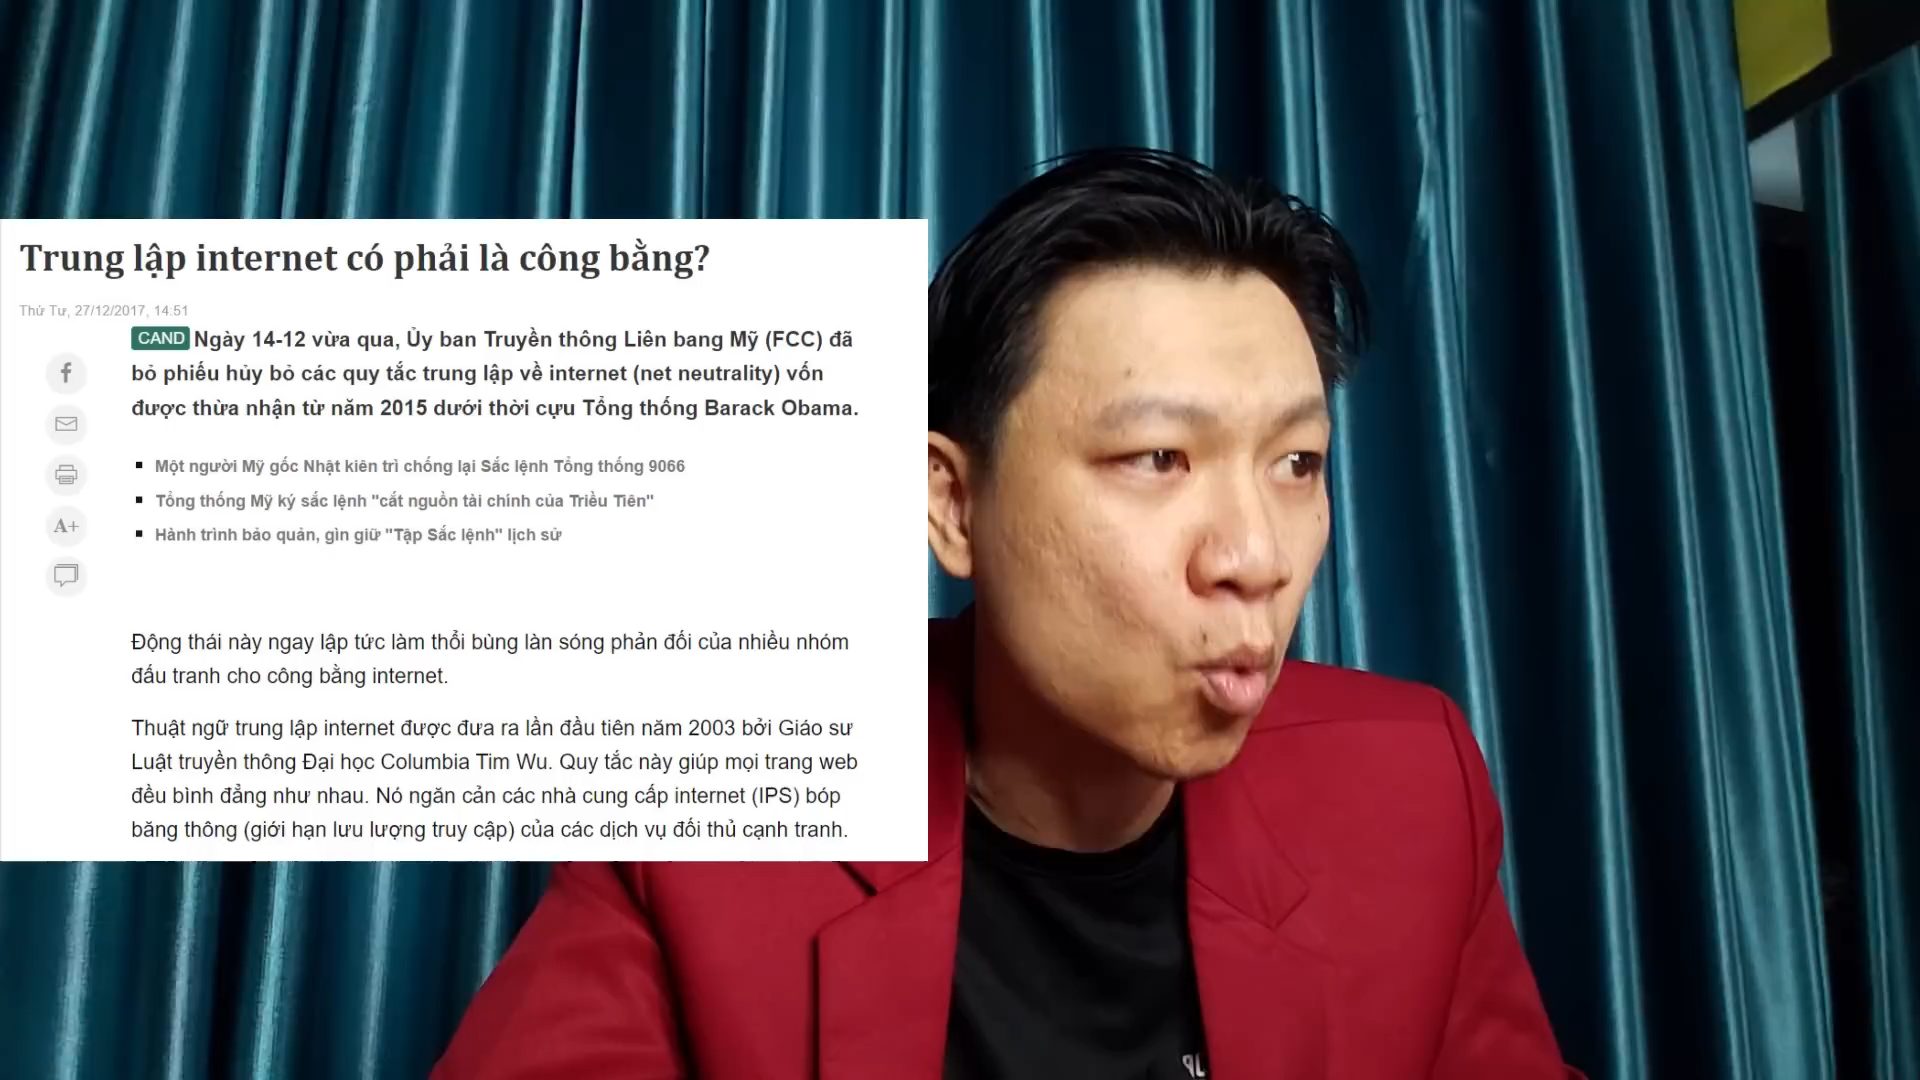 Trung lập internet có phải là công bằng?
Thứ Tư, 27/12/2017, 14:51
CAND Ngày 14-12 vừa qua, Ủy ban Truyền thông Liên bang Mỹ (FCC) đã
bỏ phiếu hủy bỏ các quy tắc trung lập về internet (net neutrality) vốn
được thừa nhận từ năm 2015 dưới thời cựu Tổng thống Barack Obama.
Một người Mỹ gốc Nhật kiên trì chống lại Sắc lệnh Tổng thống 9066
Tổng thống Mỹ ký sắc lệnh "cắt nguồn tài chính của Triều Tiên"
Hành trình bảo quản, gìn giữ "Tập Sắc lệnh" lịch sử
A+
Động thái này ngay lập tức làm thổi bùng làn sóng phản đối của nhiều nhóm
đấu tranh cho công bằng internet.
Thuật ngữ trung lập internet được đưa ra lần đầu tiên năm 2003 bởi Giáo sư
Luật truyền thông Đại học Columbia Tim Wu. Quy tắc này giúp mọi trang web
đều bình đẳng như nhau. Nó ngăn cản các nhà cung cấp internet (IPS) bóp
băng thông (giới hạn lưu lượng truy cập) của các dịch vụ đối thủ cạnh tranh.